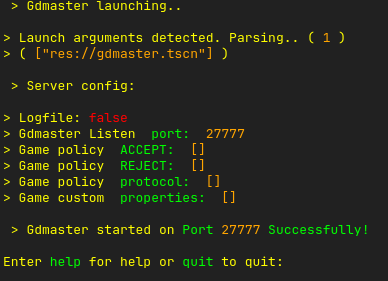 > Gdmaster launching..
> Launch arguments detected. Parsing.. ( 1 )
> ( ["res://gdmaster.tscn"] )
> Server config:
> Logfile: false
> Gdmaster Listen port: 27777
> Game policy ACCEPT: []
> Game policy REJECT: []
> Game policy protocol: []
> Game custom properties: []
> Gdmaster started on Port 27777 Successfully!
Enter help for help or quit to quit: